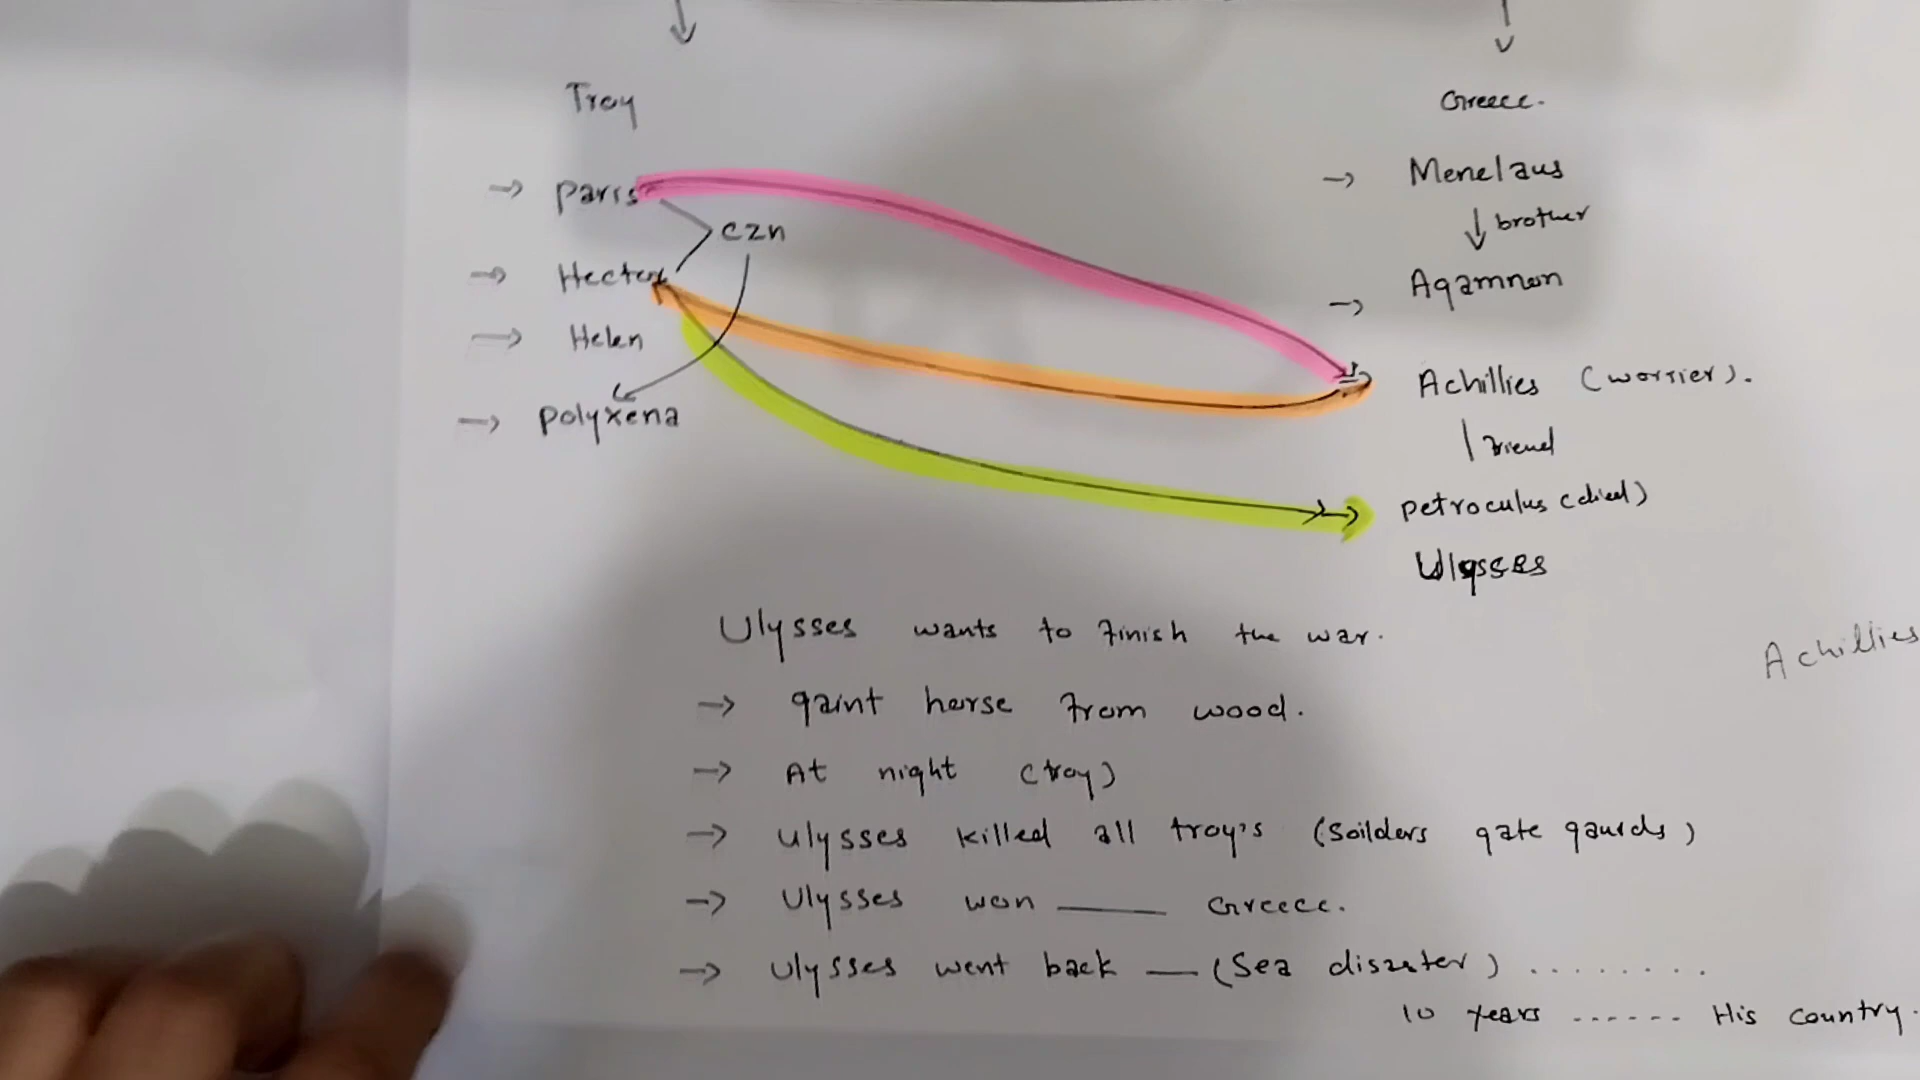 Troy
Greece.
→ Paris
czn
→ Hector
→ Helen
→ polyxena
→ Menelaus
↓ brother
→ Agamnon
Achillies (worrier).
| friend
petroculus (died)
Ulysses
Ulysses wants to finish the war.
Achillies
→ gaint horse from wood.
→ At night (troy)
→ Ulysses killed all troy's (soilders gate gaurds)
→ Ulysses won —— Greece.
→ Ulysses went back — (Sea disaster) ........
10 years ...... His country.